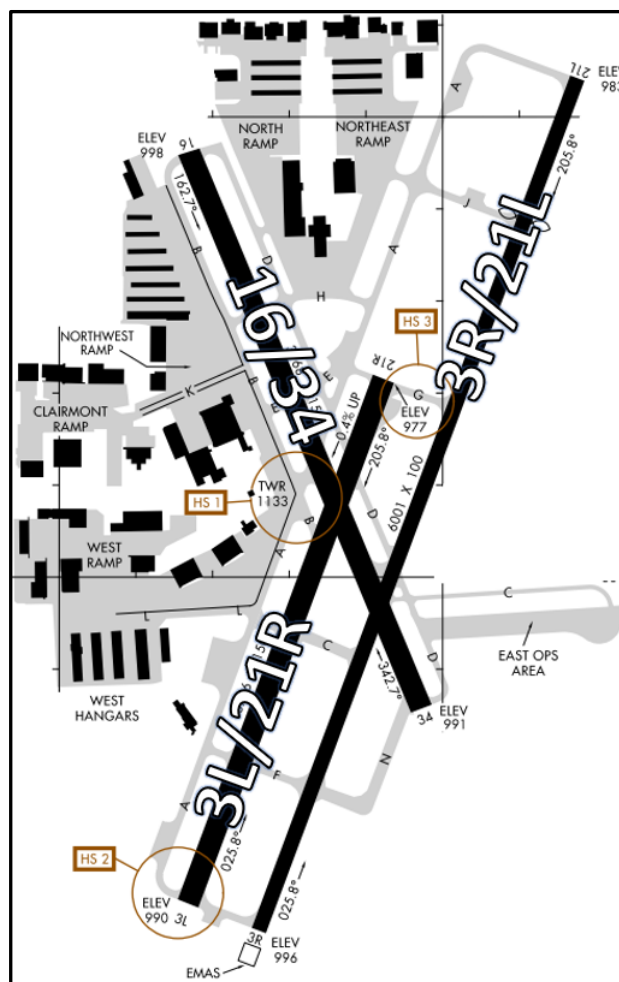 21L
ELEV
983
A
205.8°
NORTH
RAMP
NORTHEAST
RAMP
ELEV
998
16
162.7°
B
D
J
A
3R/21L
H
16/34
HS 3
NORTHWEST
RAMP
E
21R
G
ELEV
977
K
B
E
CLAIRMONT
RAMP
0.4% UP
205.8°
TWR
1133
HS 1
6001 X 100
B
D
A
WEST
RAMP
C
L
L
EAST OPS
AREA
C
D
342.7°
34
ELEV
991
WEST
HANGARS
3L/21R
N
F
A
025.8°
HS 2
ELEV
990
3L
025.8°
3R
ELEV
996
EMAS